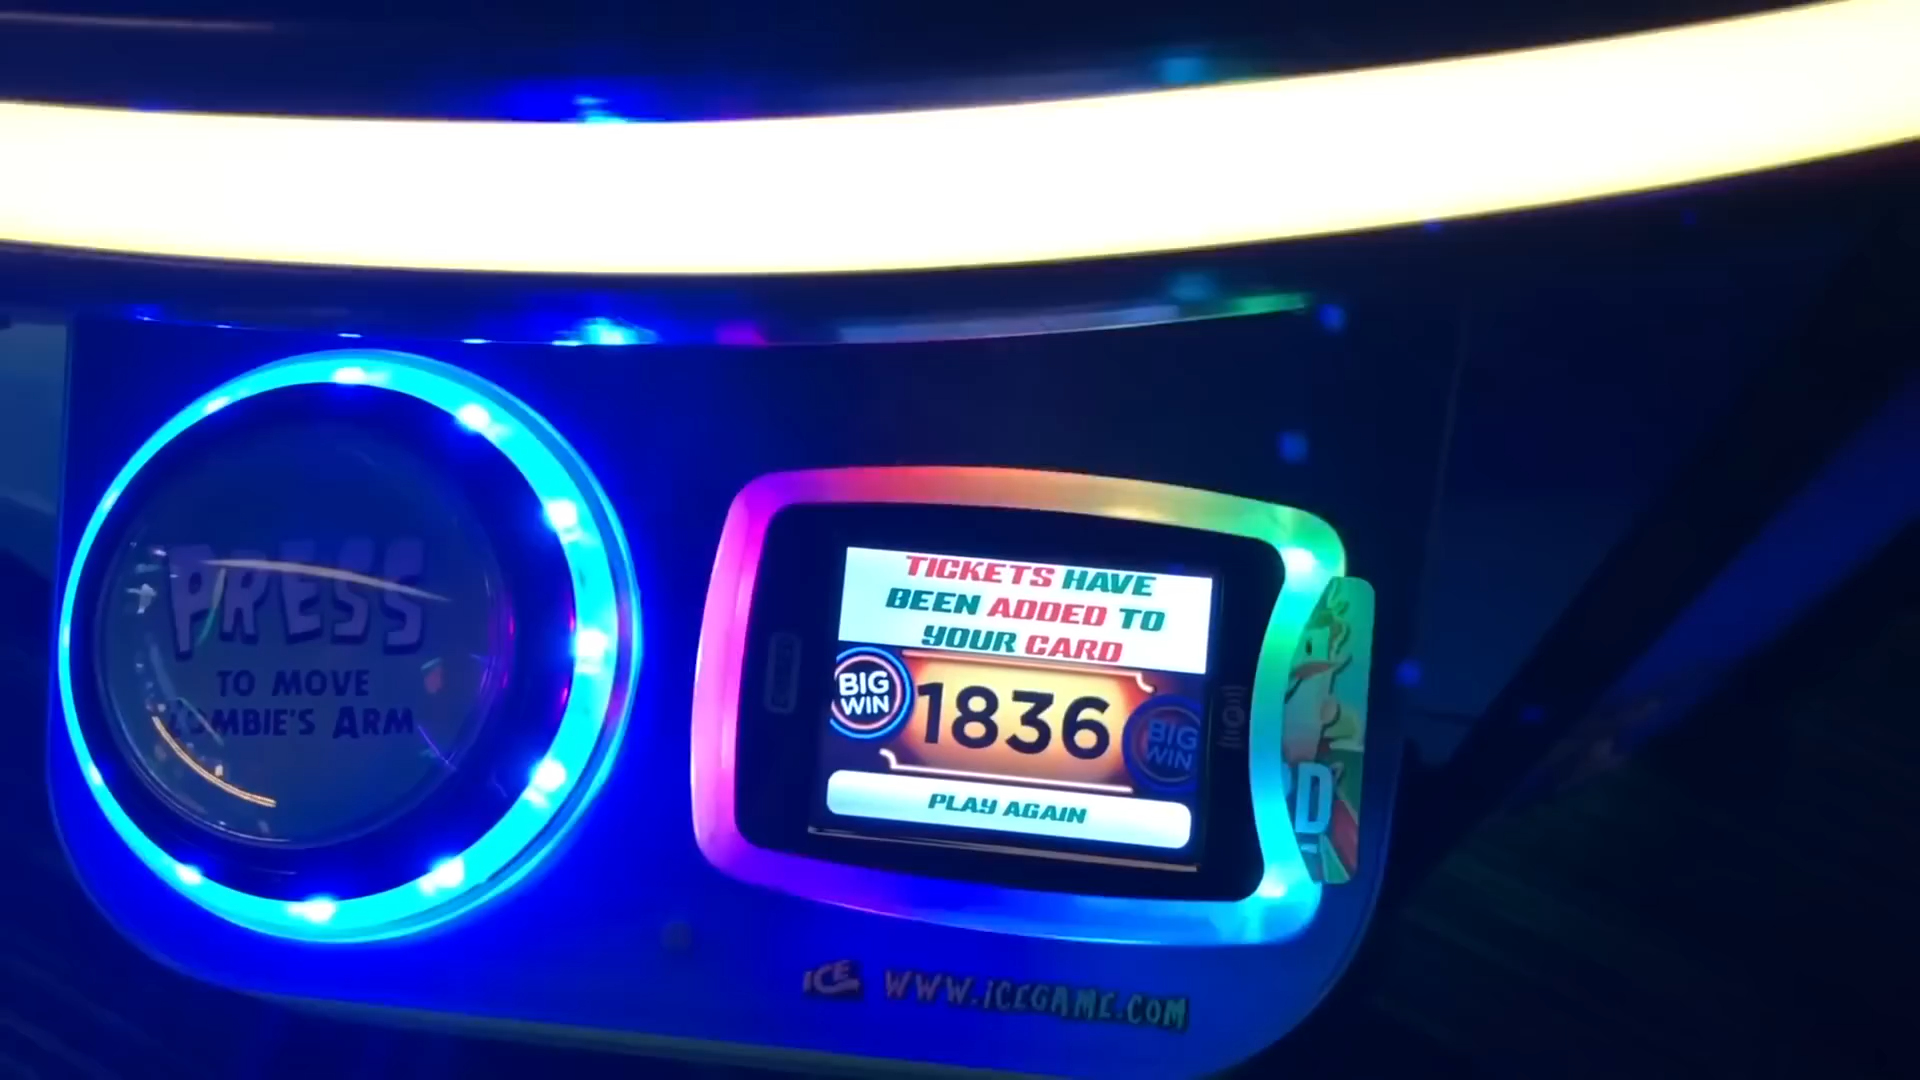 PRESS
TO MOVE
ZOMBIE'S ARM
TICKETS HAVE
BEEN ADDED TO
YOUR CARD
BIG
WIN
1836
BIG
WIN
PLAY AGAIN
D
ICE WWW.ICEGAME.COM